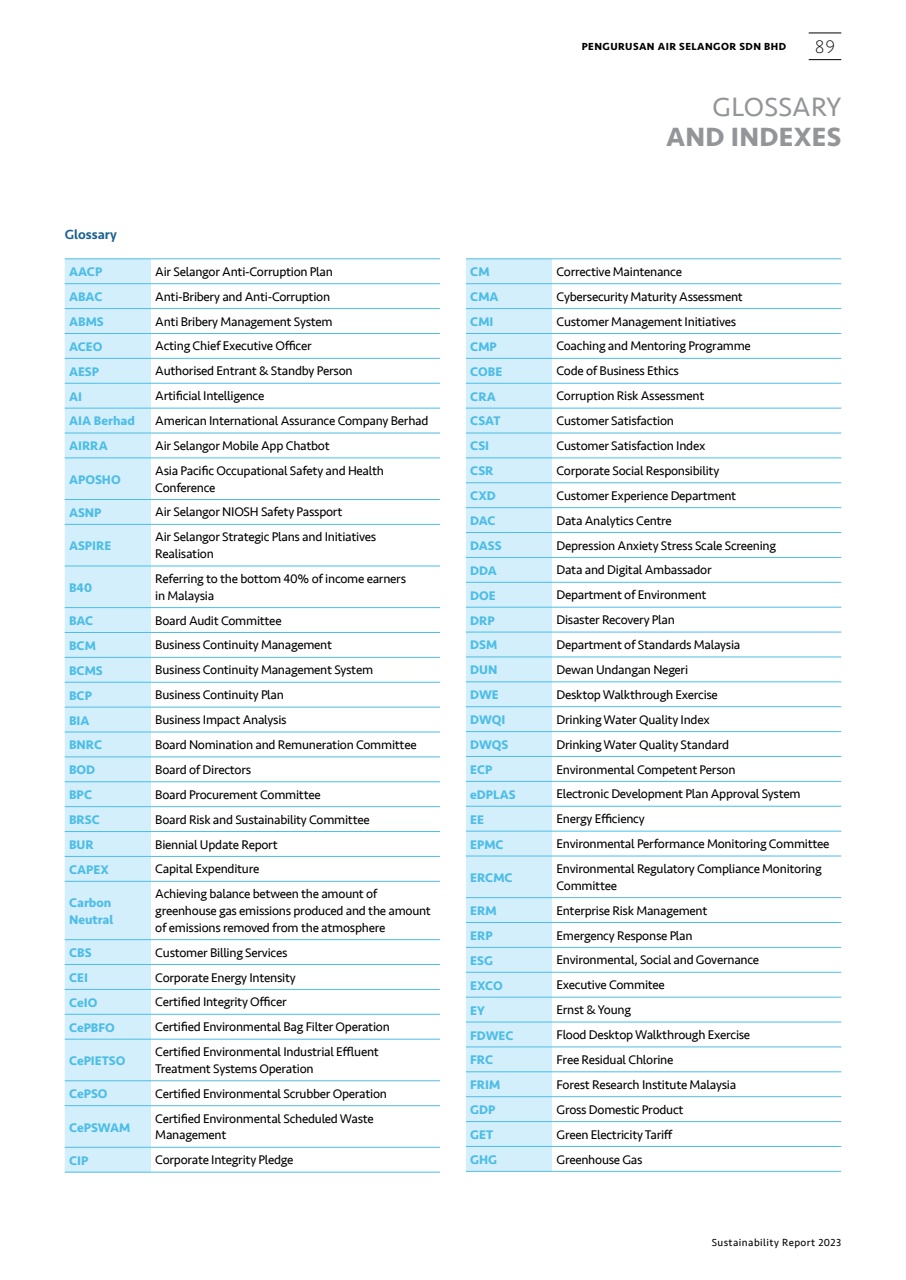 PENGURUSAN AIR SELANGOR SDN BHD 89
GLOSSARY
AND INDEXES
Glossary
AACP Air Selangor Anti-Corruption Plan
ABAC Anti-Bribery and Anti-Corruption
ABMS Anti Bribery Management System
ACEO Acting Chief Executive Officer
AESP Authorised Entrant & Standby Person
AI Artificial Intelligence
AIA Berhad American International Assurance Company Berhad
AIRRA Air Selangor Mobile App Chatbot
APOSHO Asia Pacific Occupational Safety and Health
Conference
ASNP Air Selangor NIOSH Safety Passport
ASPIRE Air Selangor Strategic Plans and Initiatives
Realisation
B40 Referring to the bottom 40% of income earners
in Malaysia
BAC Board Audit Committee
BCM Business Continuity Management
BCMS Business Continuity Management System
BCP Business Continuity Plan
BIA Business Impact Analysis
BNRC Board Nomination and Remuneration Committee
BOD Board of Directors
BPC Board Procurement Committee
BRSC Board Risk and Sustainability Committee
BUR Biennial Update Report
CAPEX Capital Expenditure
Carbon
Neutral
Achieving balance between the amount of
greenhouse gas emissions produced and the amount
of emissions removed from the atmosphere
CBS Customer Billing Services
CEI Corporate Energy Intensity
CeIO Certified Integrity Officer
CePBFO Certified Environmental Bag Filter Operation
CePIETSO Certified Environmental Industrial Effluent
Treatment Systems Operation
CePSO Certified Environmental Scrubber Operation
CePSWAM Certified Environmental Scheduled Waste
Management
CIP Corporate Integrity Pledge
CM Corrective Maintenance
CMA Cybersecurity Maturity Assessment
CMI Customer Management Initiatives
CMP Coaching and Mentoring Programme
COBE Code of Business Ethics
CRA Corruption Risk Assessment
CSAT Customer Satisfaction
CSI Customer Satisfaction Index
CSR Corporate Social Responsibility
CXD Customer Experience Department
DAC Data Analytics Centre
DASS Depression Anxiety Stress Scale Screening
DDA Data and Digital Ambassador
DOE Department of Environment
DRP Disaster Recovery Plan
DSM Department of Standards Malaysia
DUN Dewan Undangan Negeri
DWE Desktop Walkthrough Exercise
DWQI Drinking Water Quality Index
DWQS Drinking Water Quality Standard
ECP Environmental Competent Person
eDPLAS Electronic Development Plan Approval System
EE Energy Efficiency
EPMC Environmental Performance Monitoring Committee
ERCMC Environmental Regulatory Compliance Monitoring
Committee
ERM Enterprise Risk Management
ERP Emergency Response Plan
ESG Environmental, Social and Governance
EXCO Executive Commitee
EY Ernst & Young
FDWEC Flood Desktop Walkthrough Exercise
FRC Free Residual Chlorine
FRIM Forest Research Institute Malaysia
GDP Gross Domestic Product
GET Green Electricity Tariff
GHG Greenhouse Gas
Sustainability Report 2023